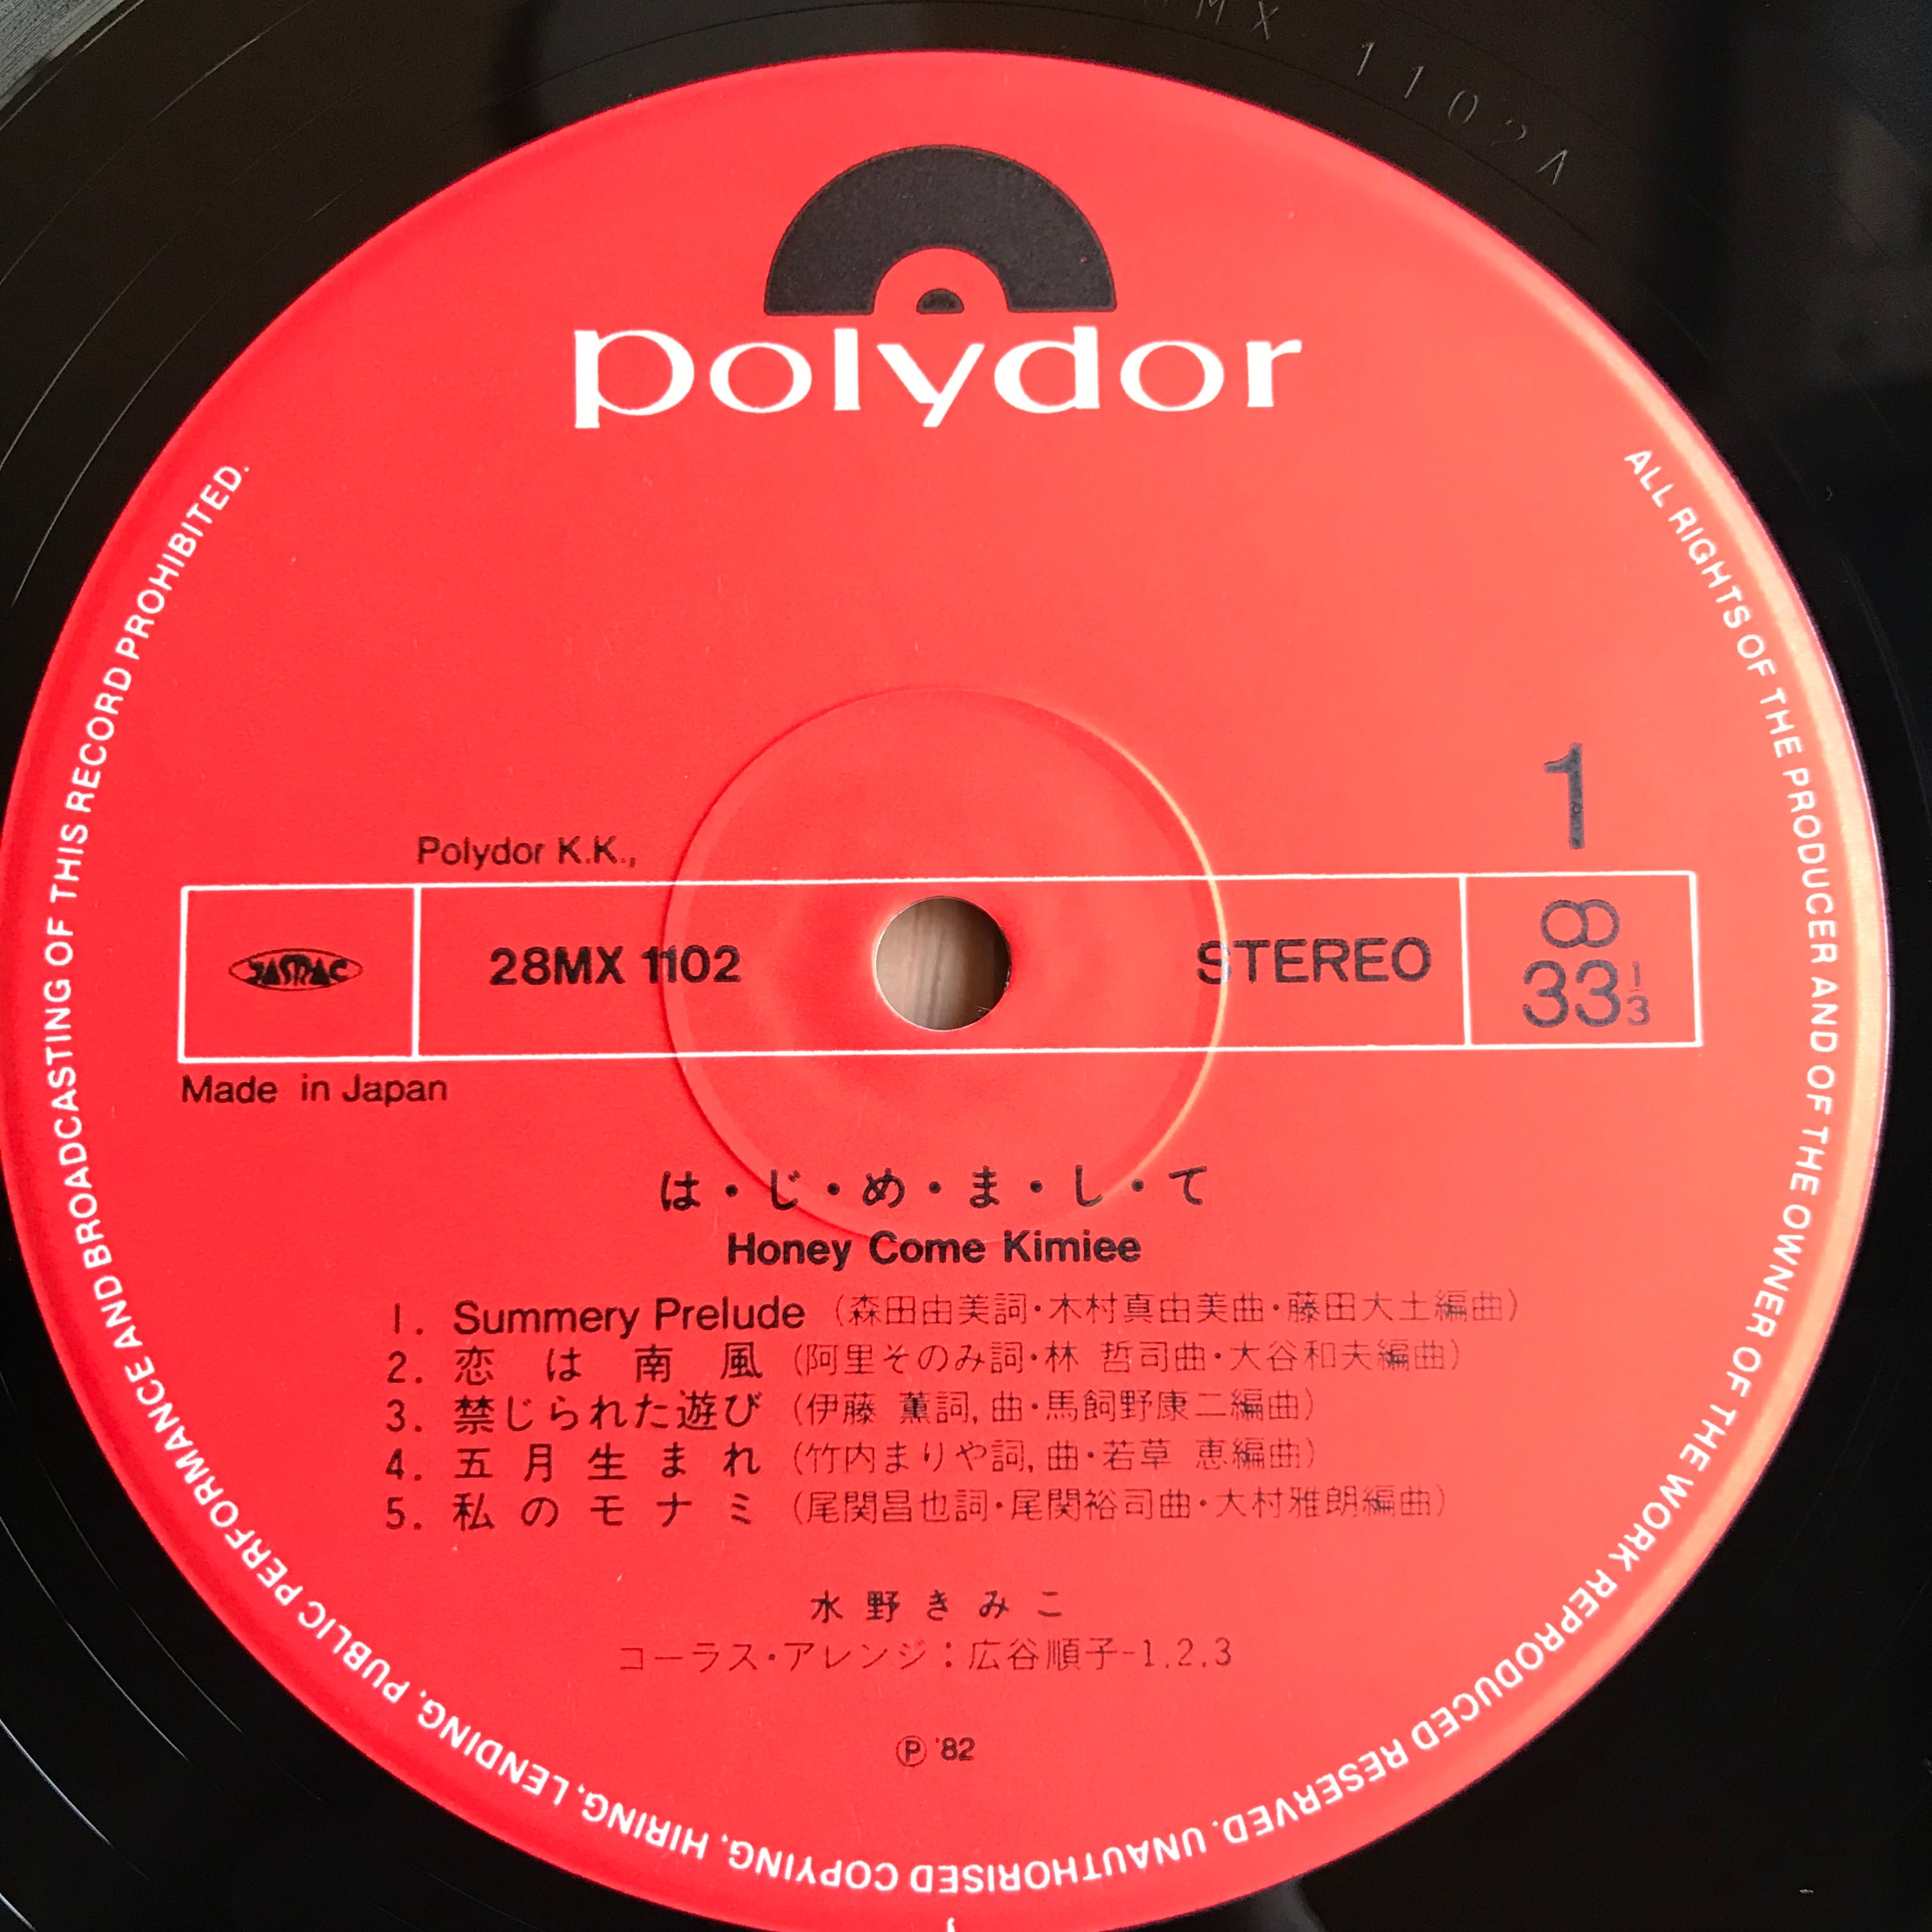 MX 1102A
polydor
ALL RIGHTS OF THE PRODUCER AND OF THE OWNER OF THE WORK REPRODUCED RESERVED. UNAUTHORISED COPYING, HIRING, LENDING, PUBLIC PERFORMANCE AND BROADCASTING OF THIS RECORD PROHIBITED.
1
Polydor K.K.,
JASRAC
28MX 1102
STEREO
33 1/3
Made in Japan
は・じ・め・ま・し・て
Honey Come Kimiee
1. Summery Prelude (森田由美詞・木村真由美曲・藤田大土編曲)
2. 恋は南風 (阿里そのみ詞・林 哲司曲・大谷和夫編曲)
3. 禁じられた遊び (伊藤 薫詞, 曲・馬飼野康二編曲)
4. 五月生まれ (竹内まりや詞, 曲・若草 恵編曲)
5. 私のモナミ (尾関昌也詞・尾関裕司曲・大村雅朗編曲)
水野きみこ
コーラス・アレンジ：広谷順子-1.2.3
Ⓟ '82